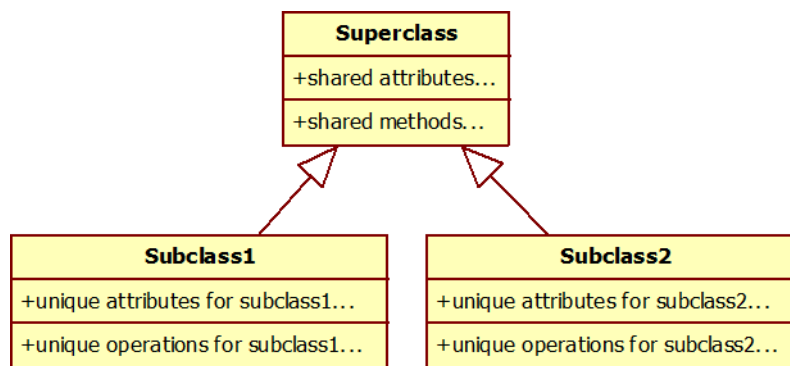 Superclass
+shared attributes...
+shared methods...
Subclass1
+unique attributes for subclass1...
+unique operations for subclass1...
Subclass2
+unique attributes for subclass2...
+unique operations for subclass2...